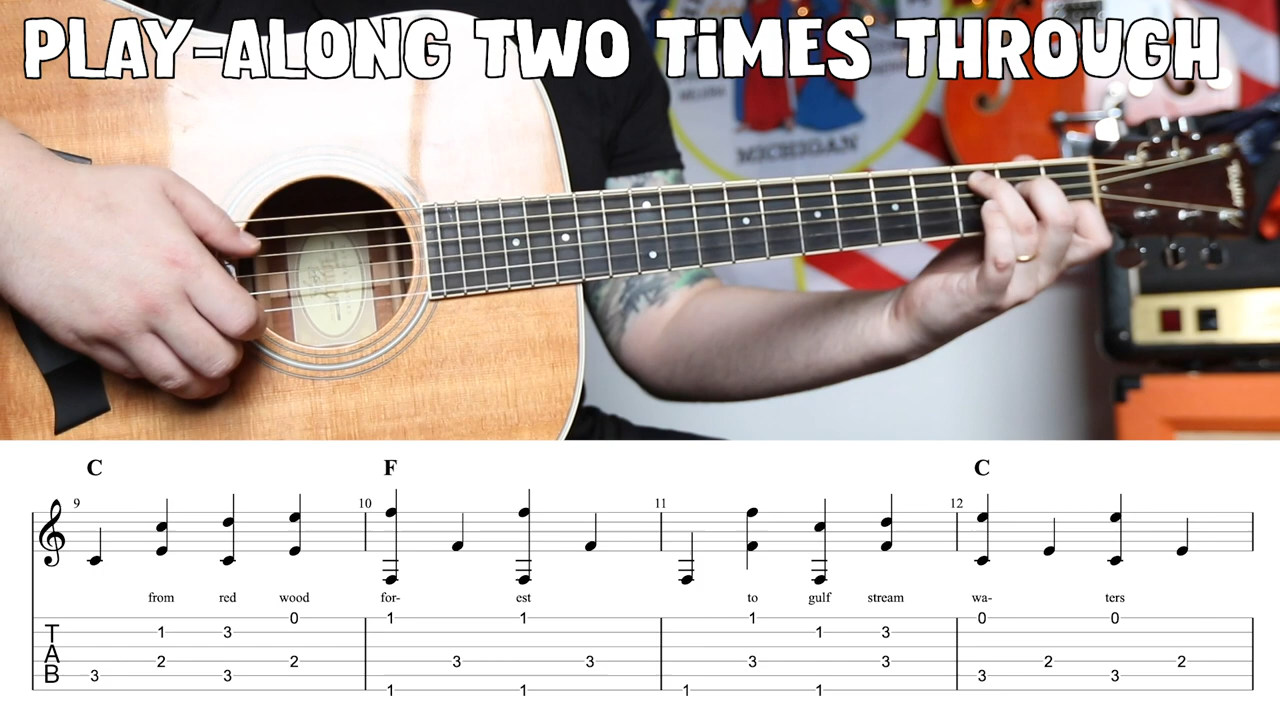 PLAY-ALONG TWO TiMES THROUGH
MICHIGAN
C F C
9 10 11 12
from red wood for- est to gulf stream wa- ters
0 1 1 1 0 0
1 3 1 3
T
A 2 2 3 3 3 3 2 2
B 3 3 3 3
1 1 1 1